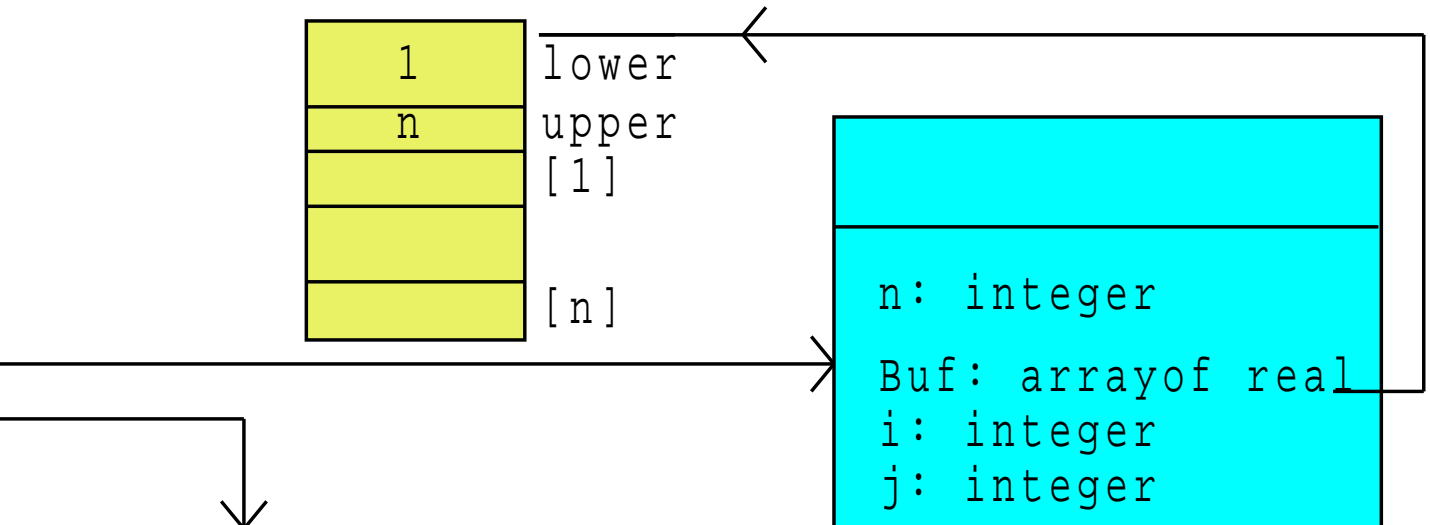 1 lower
n upper
[1]
[n]
n: integer
Buf: arrayof real
i: integer
j: integer